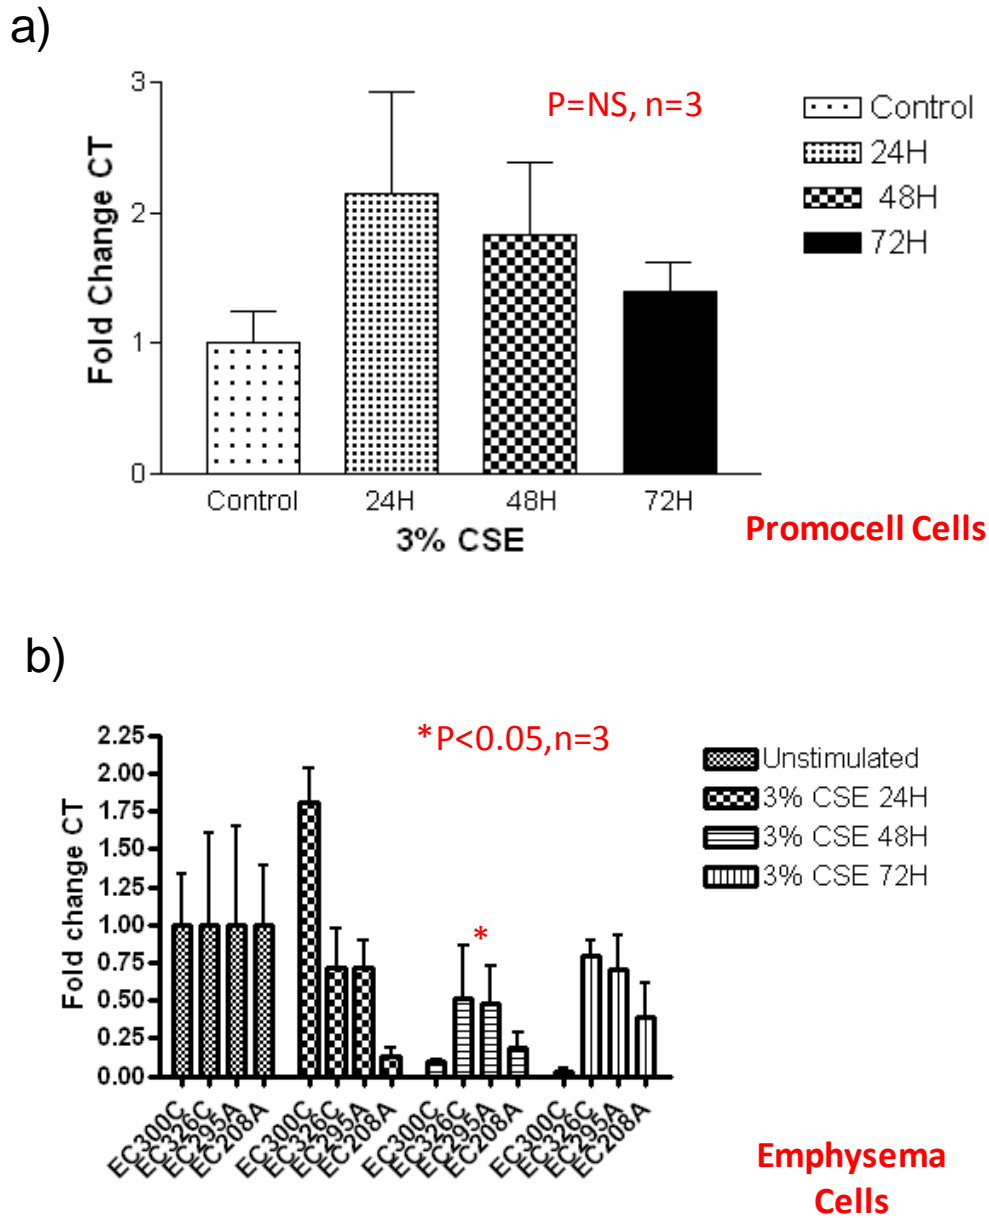 a)
3
2
1
0
Fold Change CT
P=NS, n=3
Control
24H
48H
72H
Control 24H 48H 72H
3% CSE
Promocell Cells
b)
2.25
2.00
1.75
1.50
1.25
1.00
0.75
0.50
0.25
0.00
Fold change CT
*P<0.05,n=3
*
Unstimulated
3% CSE 24H
3% CSE 48H
3% CSE 72H
EC300C
EC326C
EC295A
EC208A
EC300C
EC326C
EC295A
EC208A
EC300C
EC326C
EC295A
EC208A
EC300C
EC326C
EC295A
EC208A
Emphysema
Cells